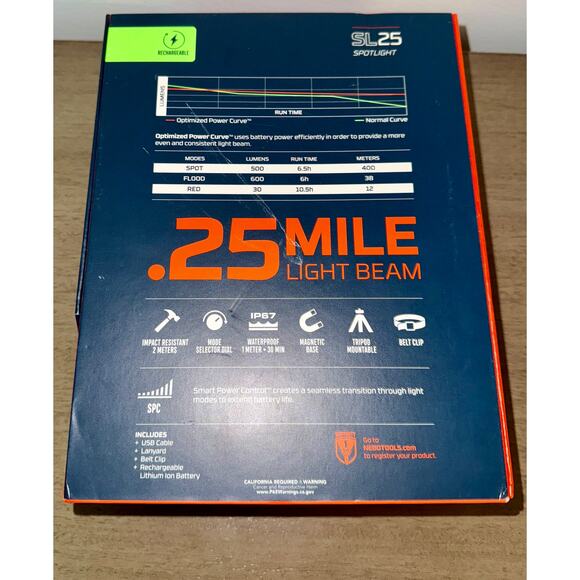 RECHARGEABLE
SL25
SPOTLIGHT
LUMENS
RUN TIME
Optimized Power Curve™ Normal Curve
Optimized Power Curve™ uses battery power efficiently in order to provide a more
even and consistent light beam.
MODES LUMENS RUN TIME METERS
SPOT 500 6.5h 400
FLOOD 600 6h 38
RED 30 10.5h 12
.25 MILE
LIGHT BEAM
IP67
IMPACT RESISTANT MODE WATERPROOF MAGNETIC TRIPOD BELT CLIP
2 METERS SELECTOR DIAL 1 METER • 30 MIN BASE MOUNTABLE
Smart Power Control™ creates a seamless transition through light
modes to extend battery life.
SPC
INCLUDES
+ USB Cable
+ Lanyard
+ Belt Clip
+ Rechargeable
Lithium Ion Battery
Go to
NEBOTOOLS.com
to register your product.
CALIFORNIA REQUIRED ⚠ WARNING
Cancer and Reproductive Harm
www.P65Warnings.ca.gov